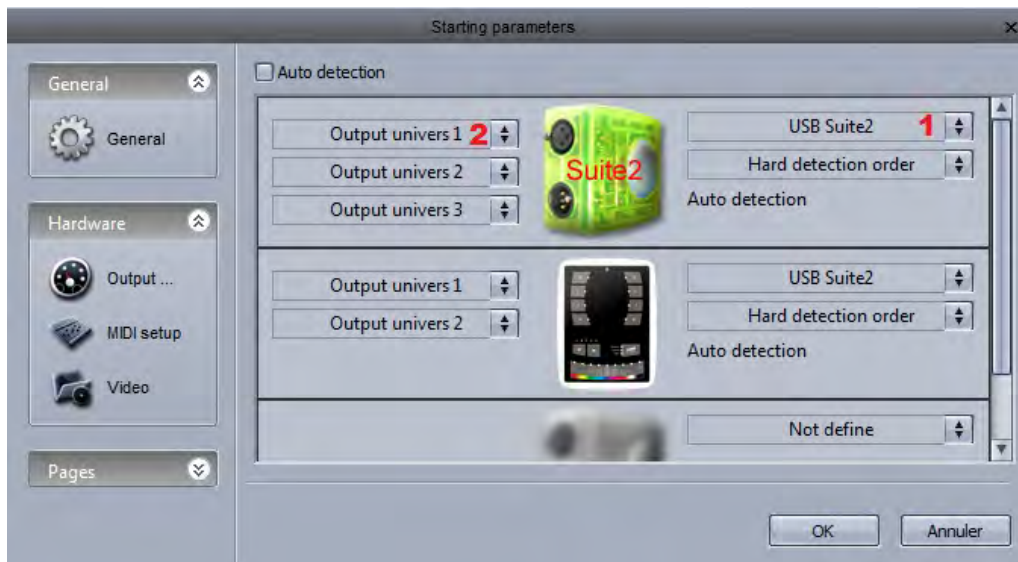 Starting parameters
General
General
Hardware
Output ...
MIDI setup
Video
Pages
Auto detection
Output univers 1 2
Output univers 2
Output univers 3
Suite2
USB Suite2 1
Hard detection order
Auto detection
Output univers 1
Output univers 2
USB Suite2
Hard detection order
Auto detection
Not define
OK
Annuler